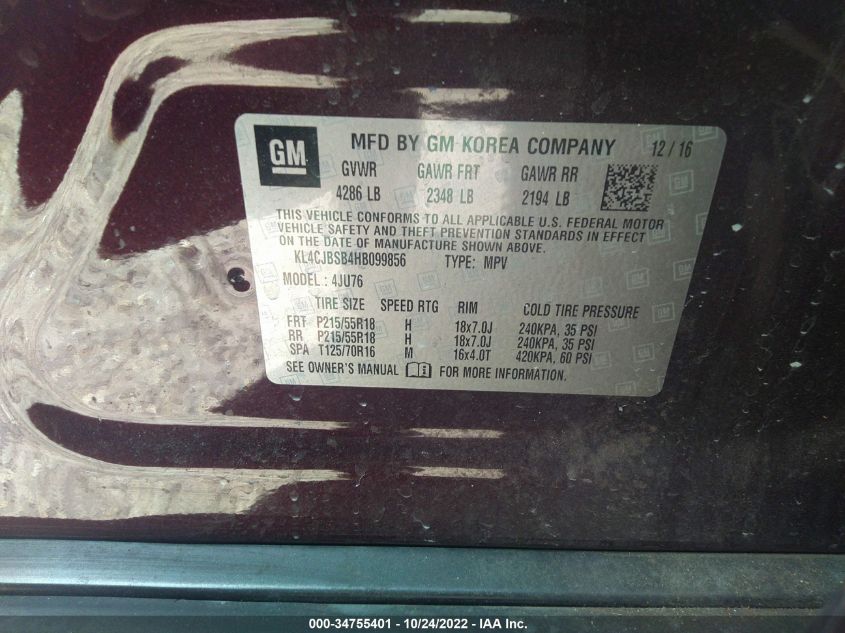 GM MFD BY GM KOREA COMPANY 12 / 16
GVWR GAWR FRT GAWR RR
4286 LB 2348 LB 2194 LB
THIS VEHICLE CONFORMS TO ALL APPLICABLE U.S. FEDERAL MOTOR
VEHICLE SAFETY AND THEFT PREVENTION STANDARDS IN EFFECT
ON THE DATE OF MANUFACTURE SHOWN ABOVE.
KL4CJBSB4HB099856 TYPE: MPV
MODEL : 4JU76
TIRE SIZE SPEED RTG RIM COLD TIRE PRESSURE
FRT P215/55R18 H 18x7.0J 240KPA, 35 PSI
RR P215/55R18 H 18x7.0J 240KPA, 35 PSI
SPA T125/70R16 M 16x4.0T 420KPA, 60 PSI
SEE OWNER'S MANUAL FOR MORE INFORMATION.
000-34755401 - 10/24/2022 - IAA Inc.